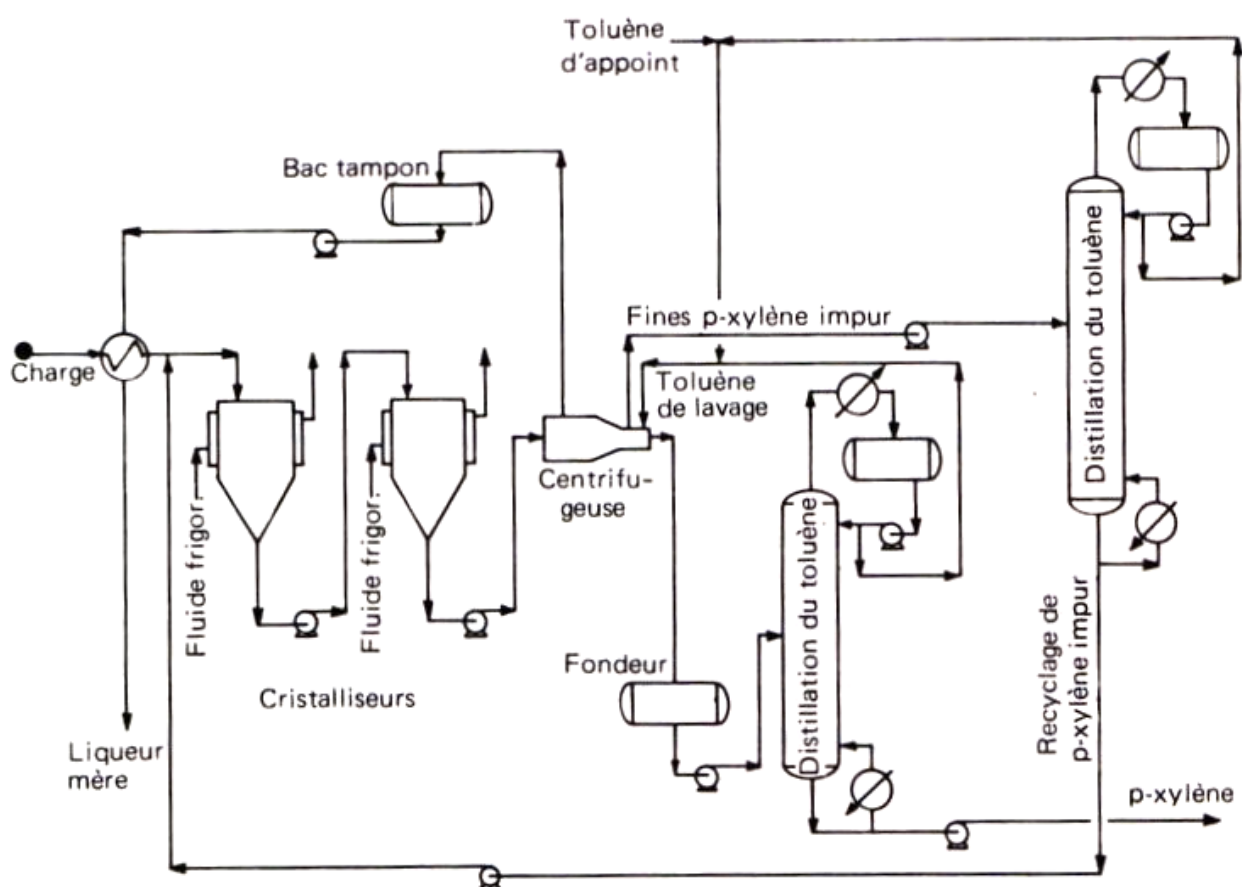 Toluène
d'appoint
Bac tampon
Charge
Fines p-xylène impur
Toluène
de lavage
Centrifu-
geuse
Fluide frigor.
Fluide frigor.
Cristalliseurs
Liqueur
mère
Fondeur
Distillation du toluène
Distillation du toluène
Recyclage de
p-xylène impur
p-xylène